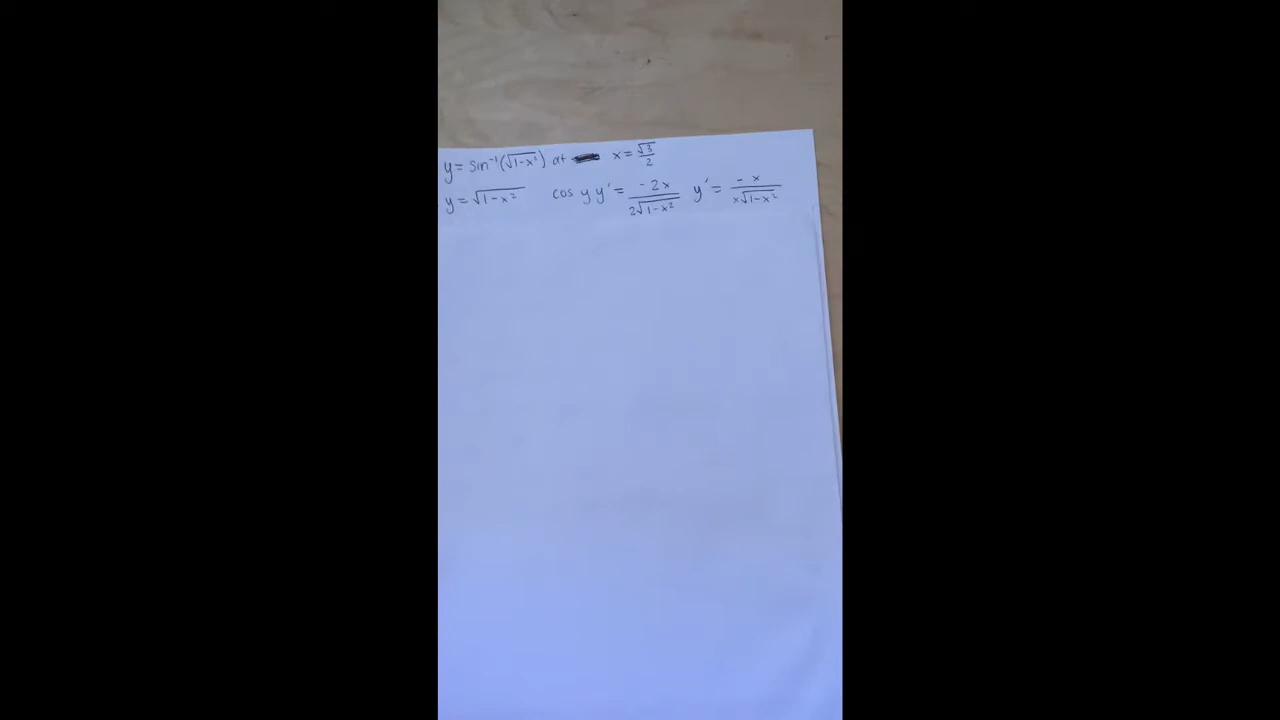 y = sin⁻¹(√(1-x²)) at x = √3/2
y = √(1-x²) cos y y' = -2x/(2√(1-x²)) y' = -x/(x√(1-x²))